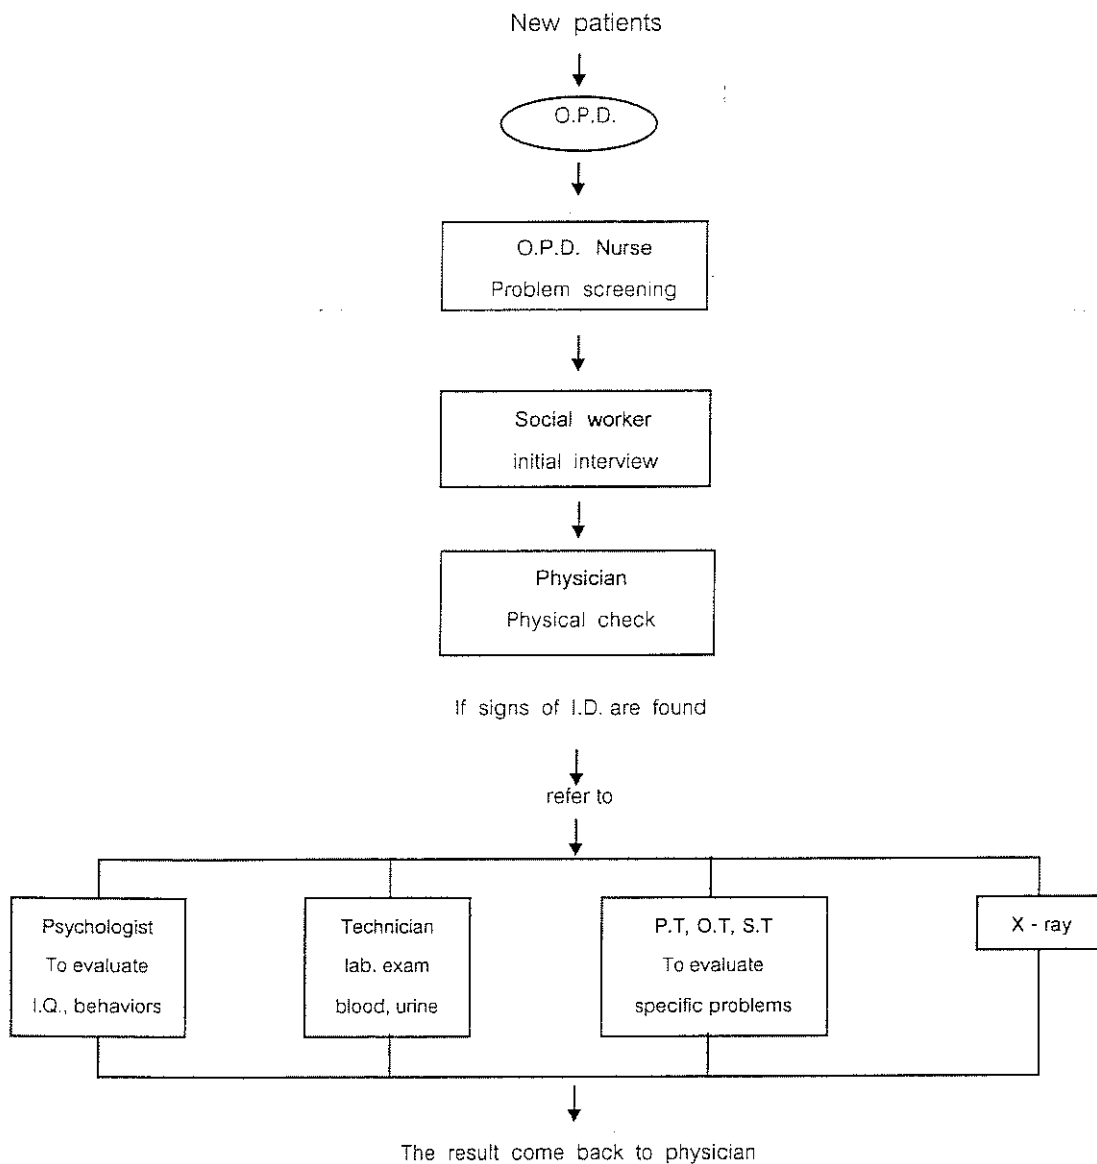 New patients
O.P.D.
O.P.D. Nurse
Problem screening
Social worker
initial interview
Physician
Physical check
If signs of I.D. are found
refer to
Psychologist
To evaluate
I.Q., behaviors
Technician
lab. exam
blood, urine
P.T, O.T, S.T
To evaluate
specific problems
X - ray
The result come back to physician